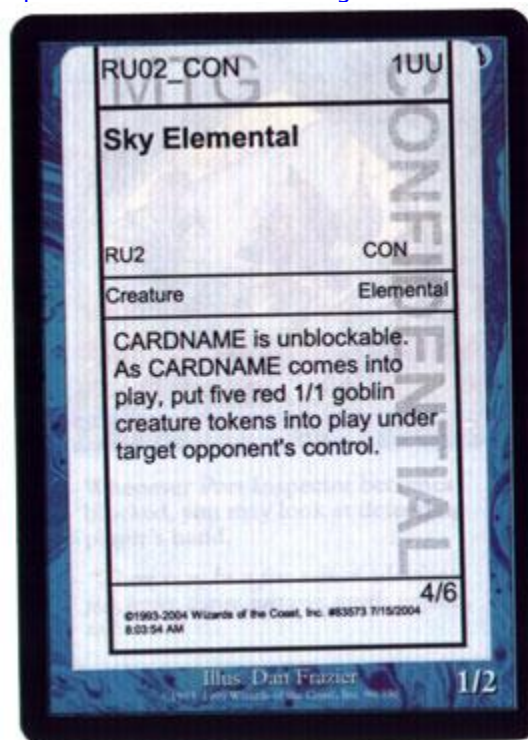 RU02_CON 1UU
MTG
CONFIDENTIAL
Sky Elemental
RU2 CON
Creature Elemental
CARDNAME is unblockable.
As CARDNAME comes into
play, put five red 1/1 goblin
creature tokens into play under
target opponent's control.
4/6
©1993-2004 Wizards of the Coast, Inc. #83573 7/15/2004
8:03:54 AM
Illus. Dan Frazier
1/2